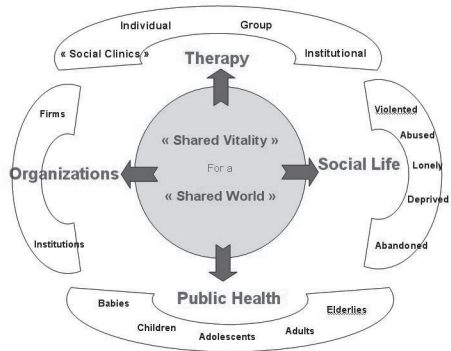 Individual
Group
« Social Clinics »
Institutional
Therapy
Firms
Organizations
Institutions
« Shared Vitality »
For a
« Shared World »
Social Life
Violented
Abused
Lonely
Deprived
Abandoned
Public Health
Babies
Children
Adolescents
Adults
Elderlies